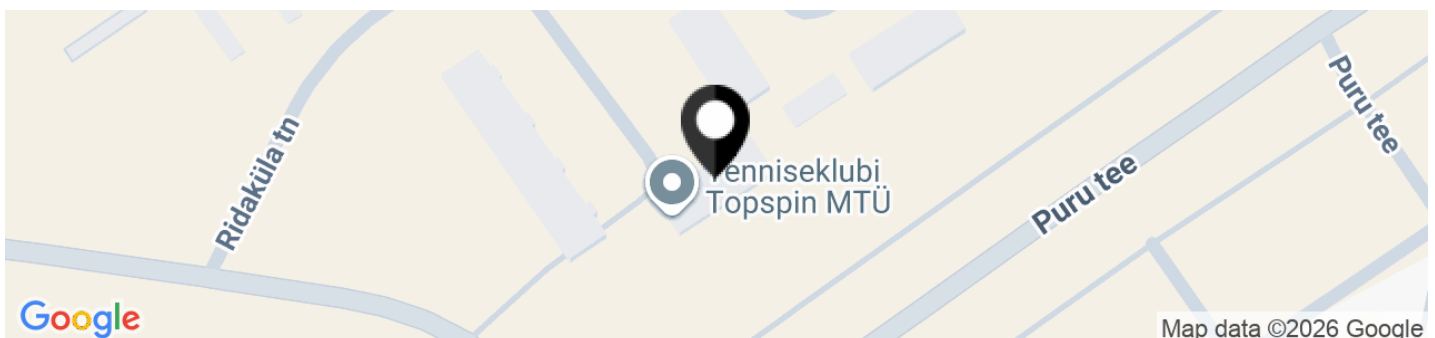 Ridaküla tn
Tenniseklubi
Topspin MTÜ
Puru tee
Puru tee
Google
Map data ©2026 Google